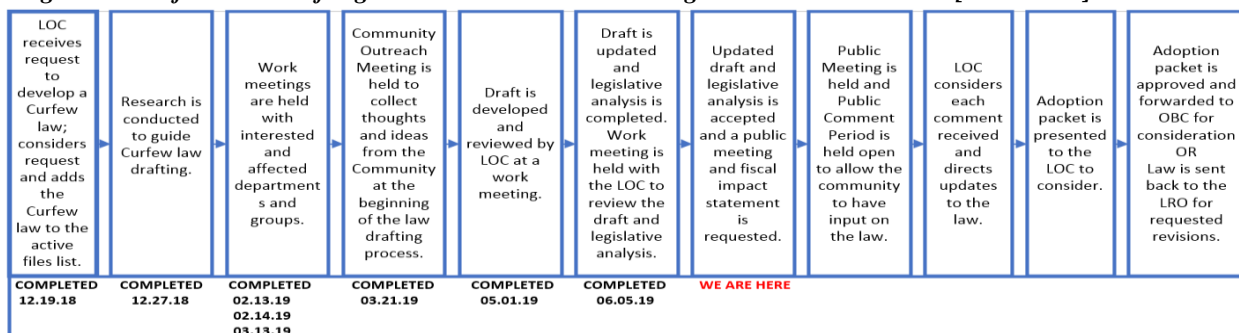 LOC
receives
request
to
develop a
Curfew
law;
considers
request
and adds
the
Curfew
law to the
active
files list.
Research is
conducted
to guide
Curfew law
drafting.
Work
meetings
are held
with
interested
and
affected
department
s and
groups.
Community
Outreach
Meeting is
held to
collect
thoughts
and ideas
from the
Community
at the
beginning
of the law
drafting
process.
Draft is
developed
and
reviewed by
LOC at a
work
meeting.
Draft is
updated
and
legislative
analysis is
completed.
Work
meeting is
held with
the LOC to
review the
draft and
legislative
analysis.
Updated
draft and
legislative
analysis is
accepted
and a public
meeting
and fiscal
impact
statement
is
requested.
Public
Meeting is
held and
Public
Comment
Period is
held open
to allow the
community
to have
input on
the law.
LOC
considers
each
comment
received
and
directs
updates
to the
law.
Adoption
packet is
presented
to the
LOC to
consider.
Adoption
packet is
approved and
forwarded to
OBC for
consideration
OR
Law is sent
back to the
LRO for
requested
revisions.
COMPLETED
12.19.18
COMPLETED
12.27.18
COMPLETED
02.13.19
02.14.19
03.13.19
COMPLETED
03.21.19
COMPLETED
05.01.19
COMPLETED
06.05.19
WE ARE HERE